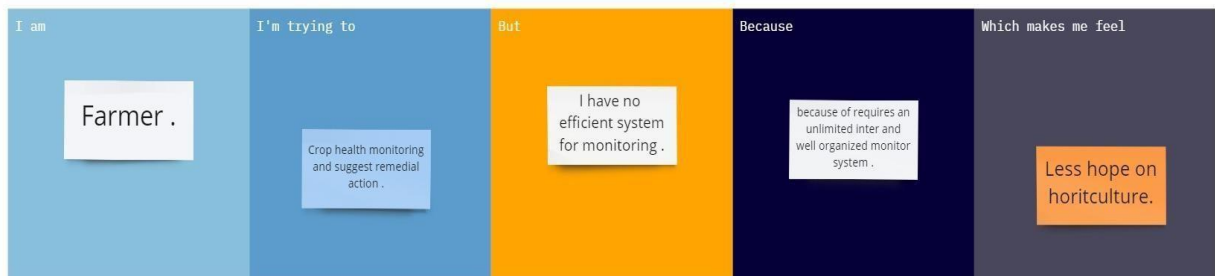 I am
Farmer .
I'm trying to
Crop health monitoring
and suggest remedial
action .
But
I have no
efficient system
for monitoring .
Because
because of requires an
unlimited inter and
well organized monitor
system .
Which makes me feel
Less hope on
horitculture.